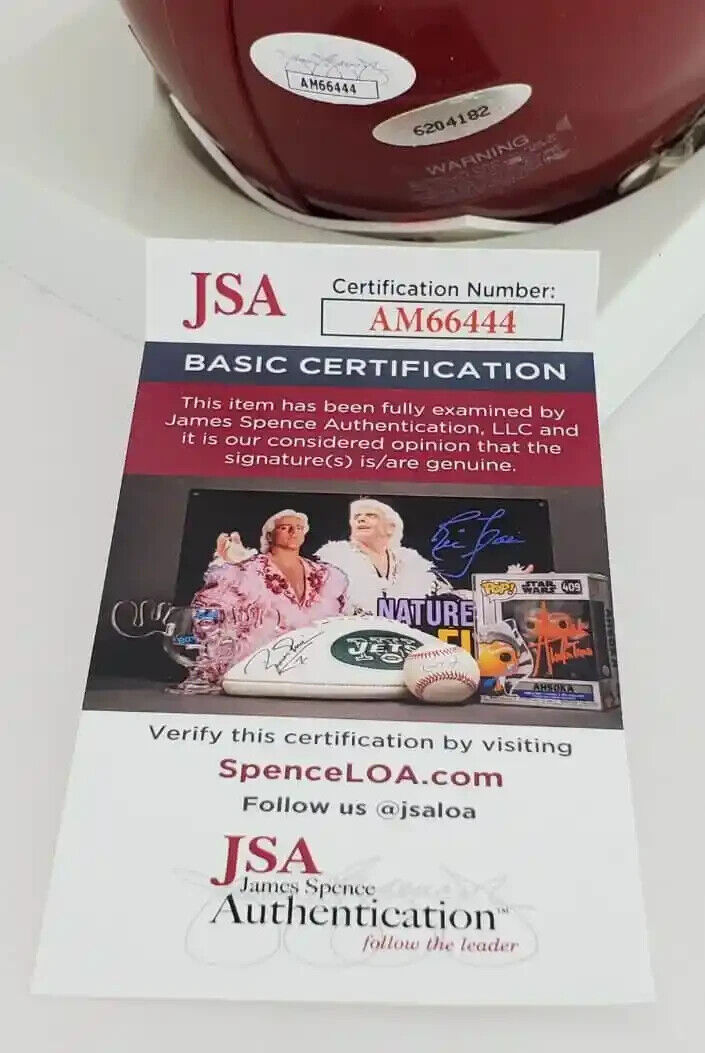 AM66444
6204182
WARNING
JSA
Certification Number:
AM66444
BASIC CERTIFICATION
This item has been fully examined by
James Spence Authentication, LLC and
it is our considered opinion that the
signature(s) is/are genuine.
NATURE
JETS
POP!
STAR
WARS
409
AHSOKA
Verify this certification by visiting
SpenceLOA.com
Follow us @jsaloa
JSA
James Spence
Authentication™
follow the leader